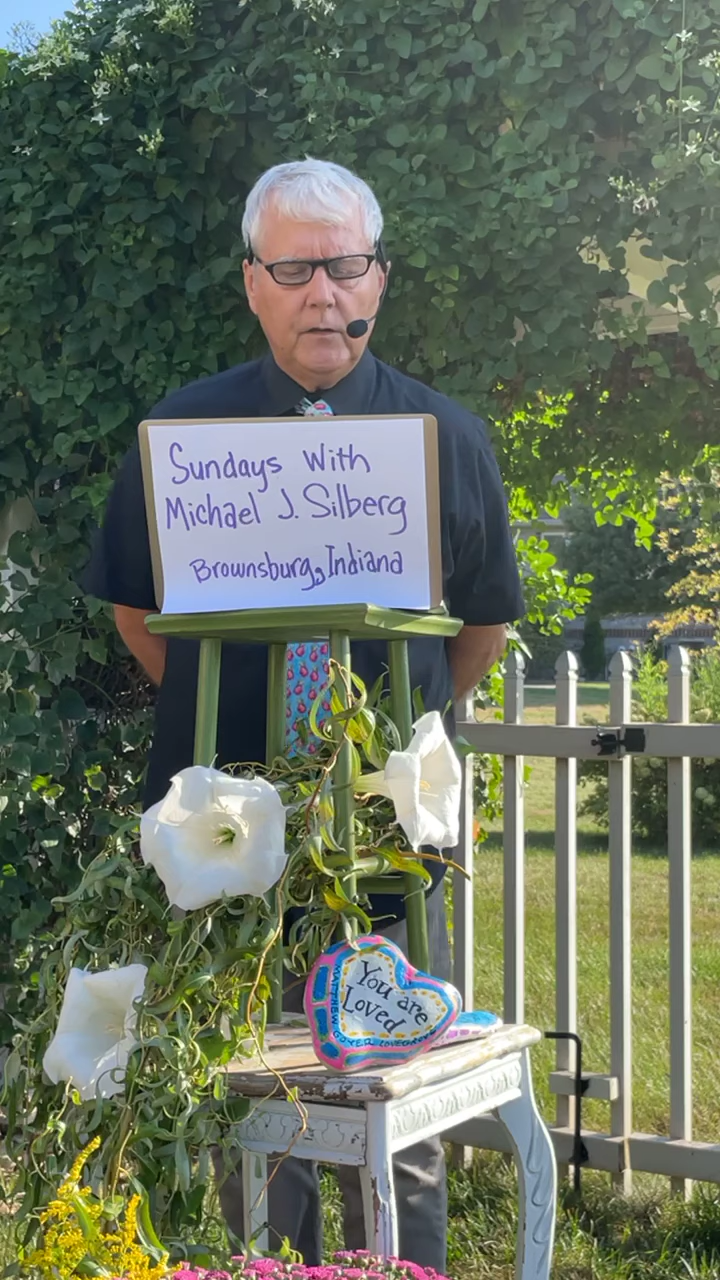 Sundays With
Michael J. Silberg
Brownsburg, Indiana
You are
Loved